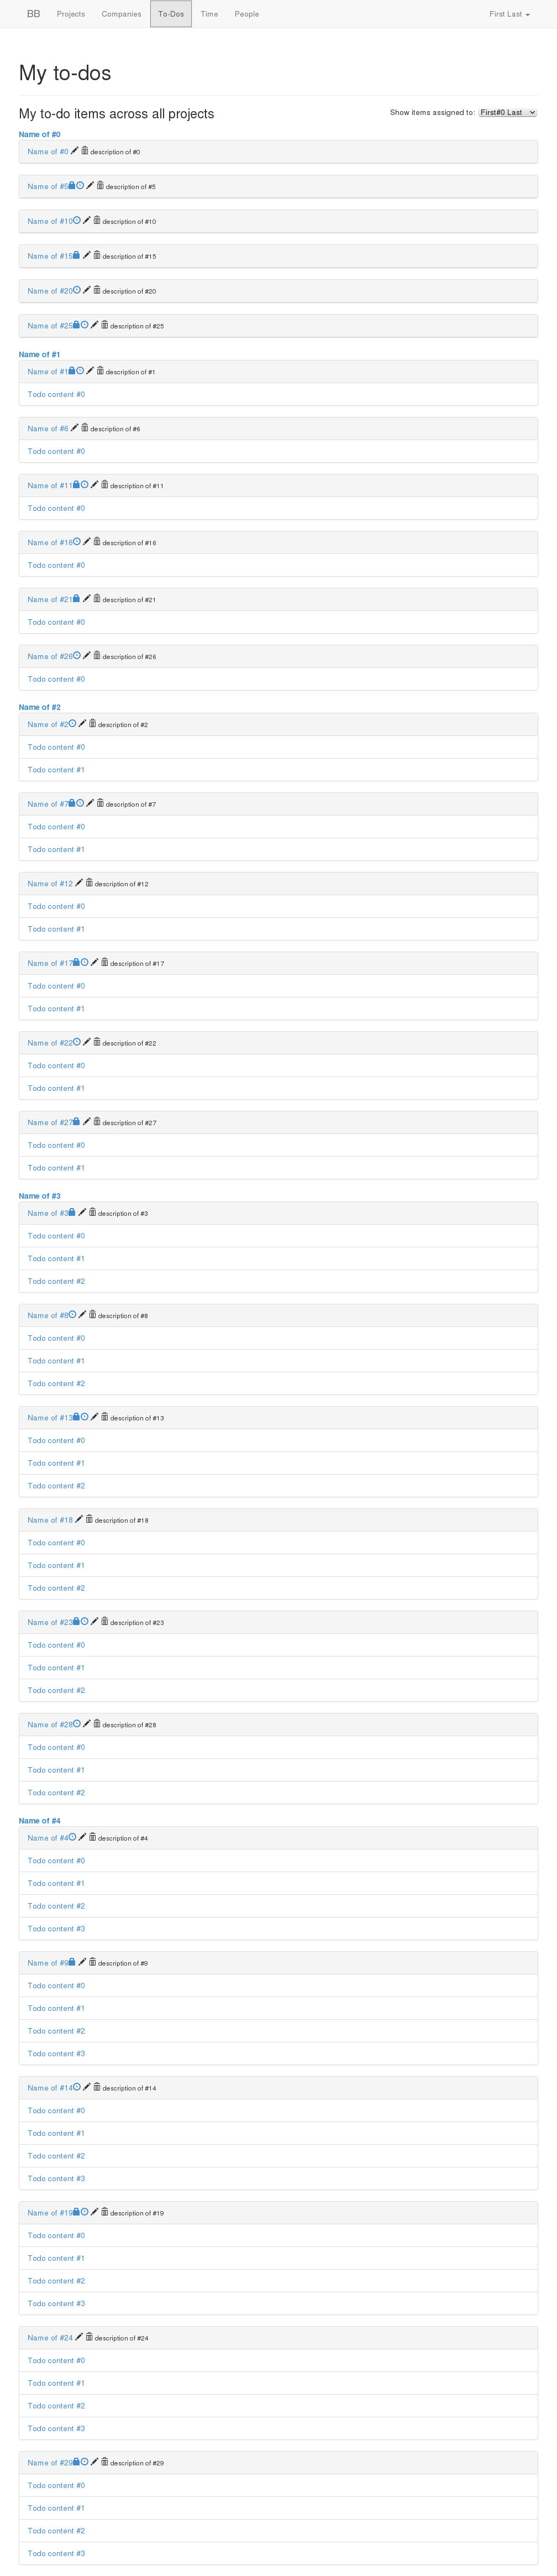 BB Projects Companies To-Dos Time People First Last
My to-dos
My to-do items across all projects Show items assigned to: First#0 Last
Name of #0
Name of #0 description of #0
Name of #5 description of #5
Name of #10 description of #10
Name of #15 description of #15
Name of #20 description of #20
Name of #25 description of #25
Name of #1
Name of #1 description of #1
Todo content #0
Name of #6 description of #6
Todo content #0
Name of #11 description of #11
Todo content #0
Name of #16 description of #16
Todo content #0
Name of #21 description of #21
Todo content #0
Name of #26 description of #26
Todo content #0
Name of #2
Name of #2 description of #2
Todo content #0
Todo content #1
Name of #7 description of #7
Todo content #0
Todo content #1
Name of #12 description of #12
Todo content #0
Todo content #1
Name of #17 description of #17
Todo content #0
Todo content #1
Name of #22 description of #22
Todo content #0
Todo content #1
Name of #27 description of #27
Todo content #0
Todo content #1
Name of #3
Name of #3 description of #3
Todo content #0
Todo content #1
Todo content #2
Name of #8 description of #8
Todo content #0
Todo content #1
Todo content #2
Name of #13 description of #13
Todo content #0
Todo content #1
Todo content #2
Name of #18 description of #18
Todo content #0
Todo content #1
Todo content #2
Name of #23 description of #23
Todo content #0
Todo content #1
Todo content #2
Name of #28 description of #28
Todo content #0
Todo content #1
Todo content #2
Name of #4
Name of #4 description of #4
Todo content #0
Todo content #1
Todo content #2
Todo content #3
Name of #9 description of #9
Todo content #0
Todo content #1
Todo content #2
Todo content #3
Name of #14 description of #14
Todo content #0
Todo content #1
Todo content #2
Todo content #3
Name of #19 description of #19
Todo content #0
Todo content #1
Todo content #2
Todo content #3
Name of #24 description of #24
Todo content #0
Todo content #1
Todo content #2
Todo content #3
Name of #29 description of #29
Todo content #0
Todo content #1
Todo content #2
Todo content #3